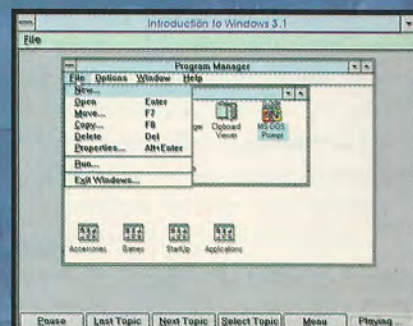 Introduction to Windows 3.1
File
Program Manager
File Options Window Help
New...
Open Enter
Move... F7
Copy... F8
Delete Del
Properties... Alt+Enter
Run...
Exit Windows...
Clipboard Viewer
MS-DOS Prompt
Accessories Games StartUp Applications
Pause Last Topic Next Topic Select Topic Menu Playing